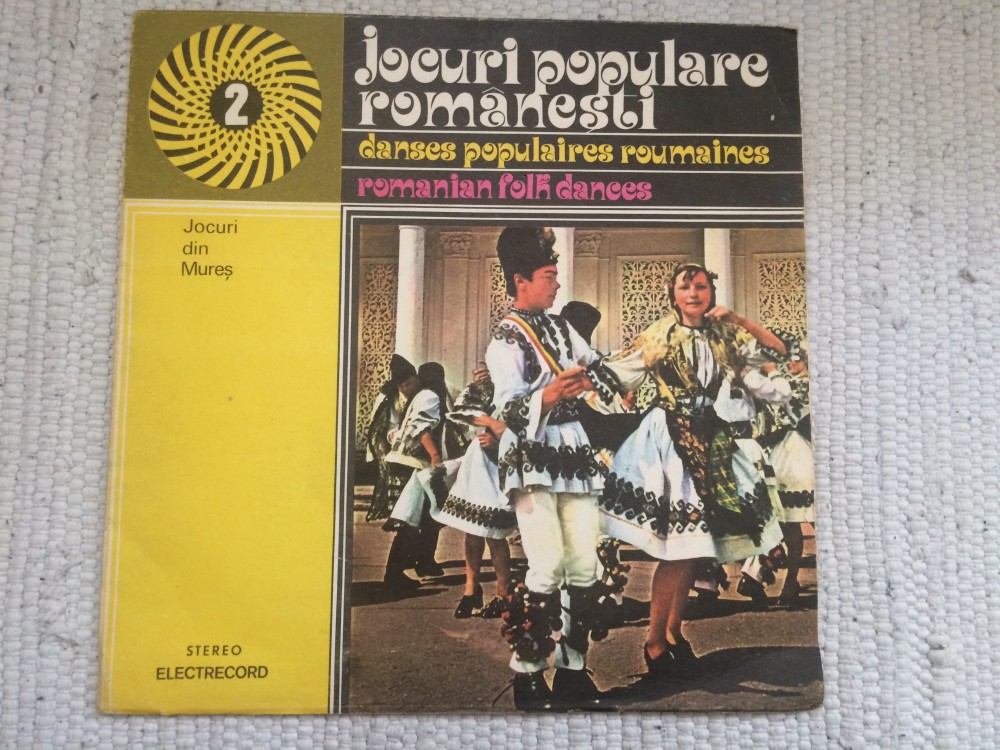 2
jocuri populare
românești
danses populaires roumaines
romanian folk dances
Jocuri
din
Mureș
STEREO
ELECTRECORD